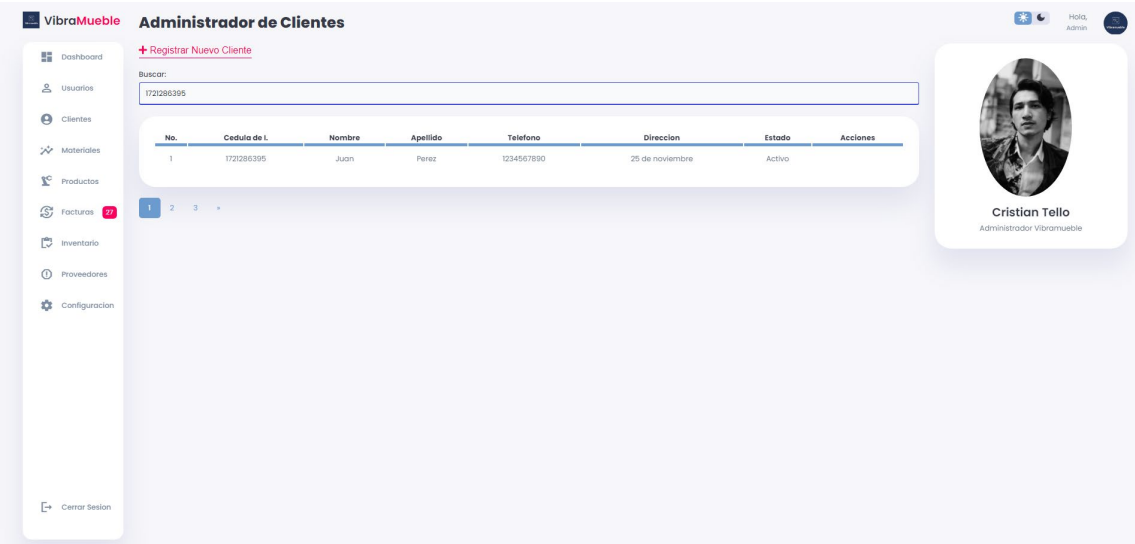 VibraMueble
Administrador de Clientes
Hola,
Admin
Dashboard
Usuarios
Clientes
Materiales
Productos
Facturas 27
Inventario
Proveedores
Configuracion
Cerrar Sesion
+ Registrar Nuevo Cliente
Buscar:
1721286395
No. Cedula de I. Nombre Apellido Telefono Direccion Estado Acciones
1 1721286395 Juan Perez 1234567890 25 de noviembre Activo
1 2 3 »
Cristian Tello
Administrador Vibramueble